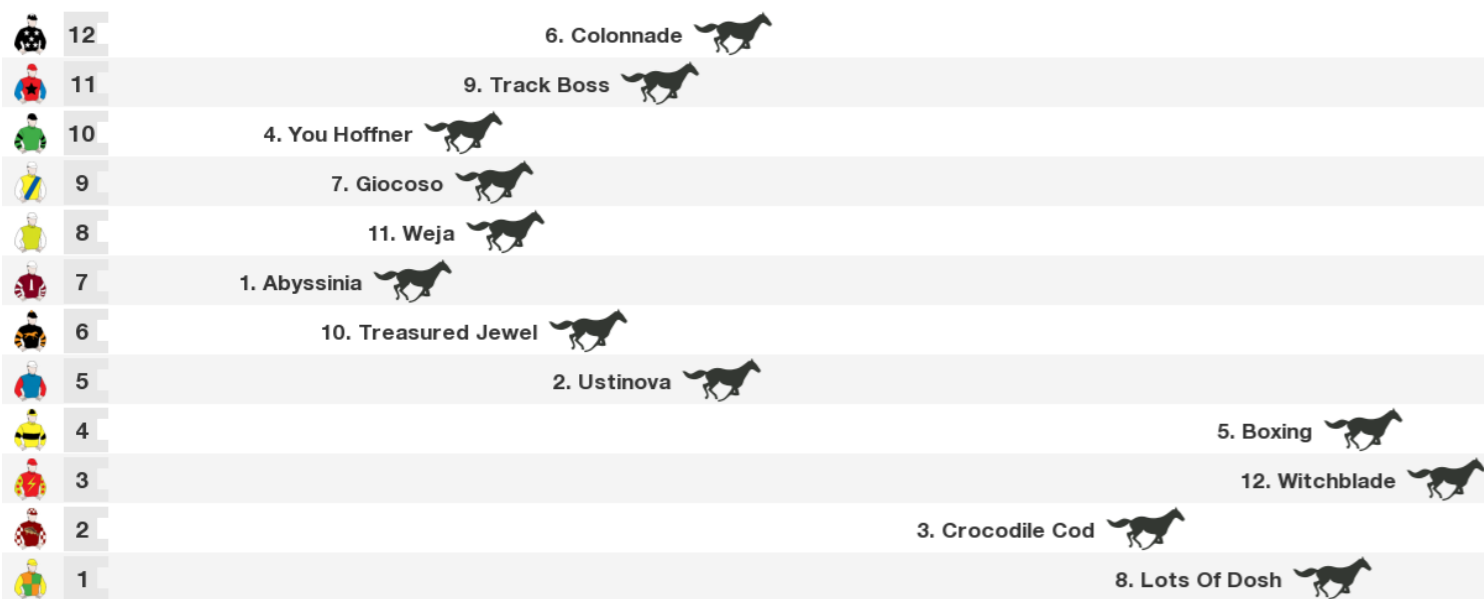 12 6. Colonnade
11 9. Track Boss
10 4. You Hoffner
9 7. Giocoso
8 11. Weja
7 1. Abyssinia
6 10. Treasured Jewel
5 2. Ustinova
4 5. Boxing
3 12. Witchblade
2 3. Crocodile Cod
1 8. Lots Of Dosh